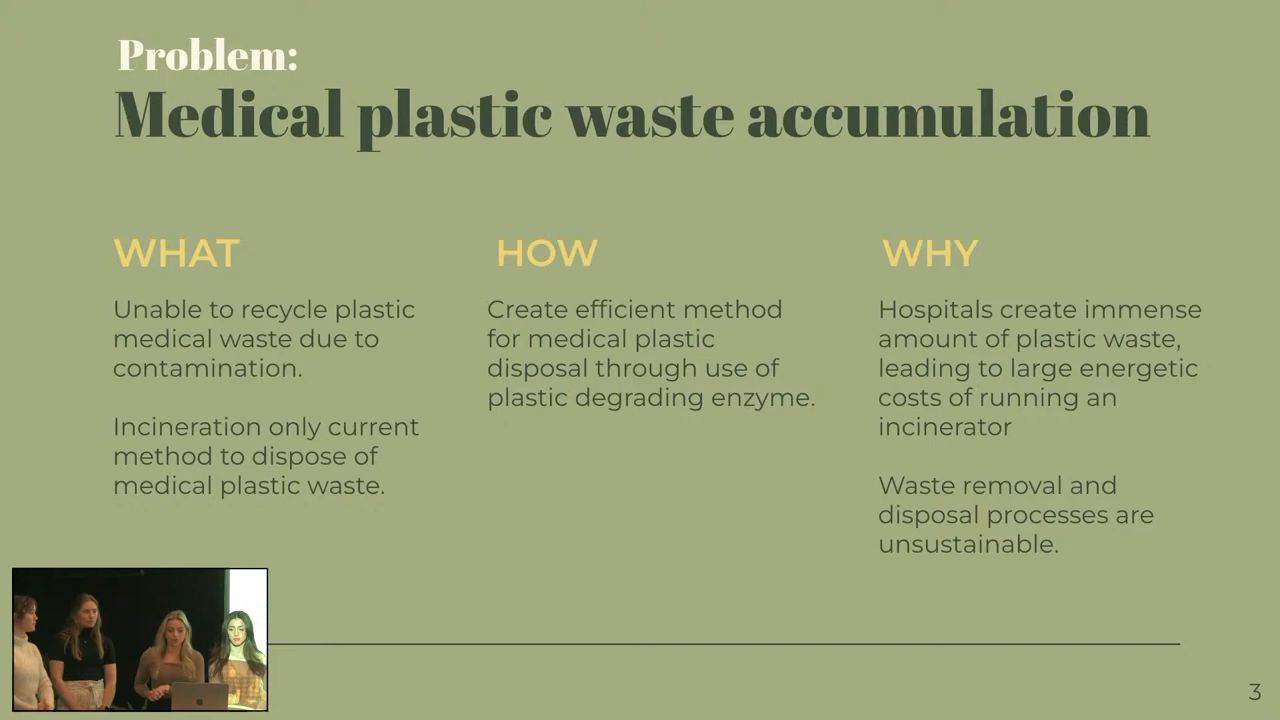 Problem:
Medical plastic waste accumulation
WHAT
Unable to recycle plastic
medical waste due to
contamination.
Incineration only current
method to dispose of
medical plastic waste.
HOW
Create efficient method
for medical plastic
disposal through use of
plastic degrading enzyme.
WHY
Hospitals create immense
amount of plastic waste,
leading to large energetic
costs of running an
incinerator
Waste removal and
disposal processes are
unsustainable.
3